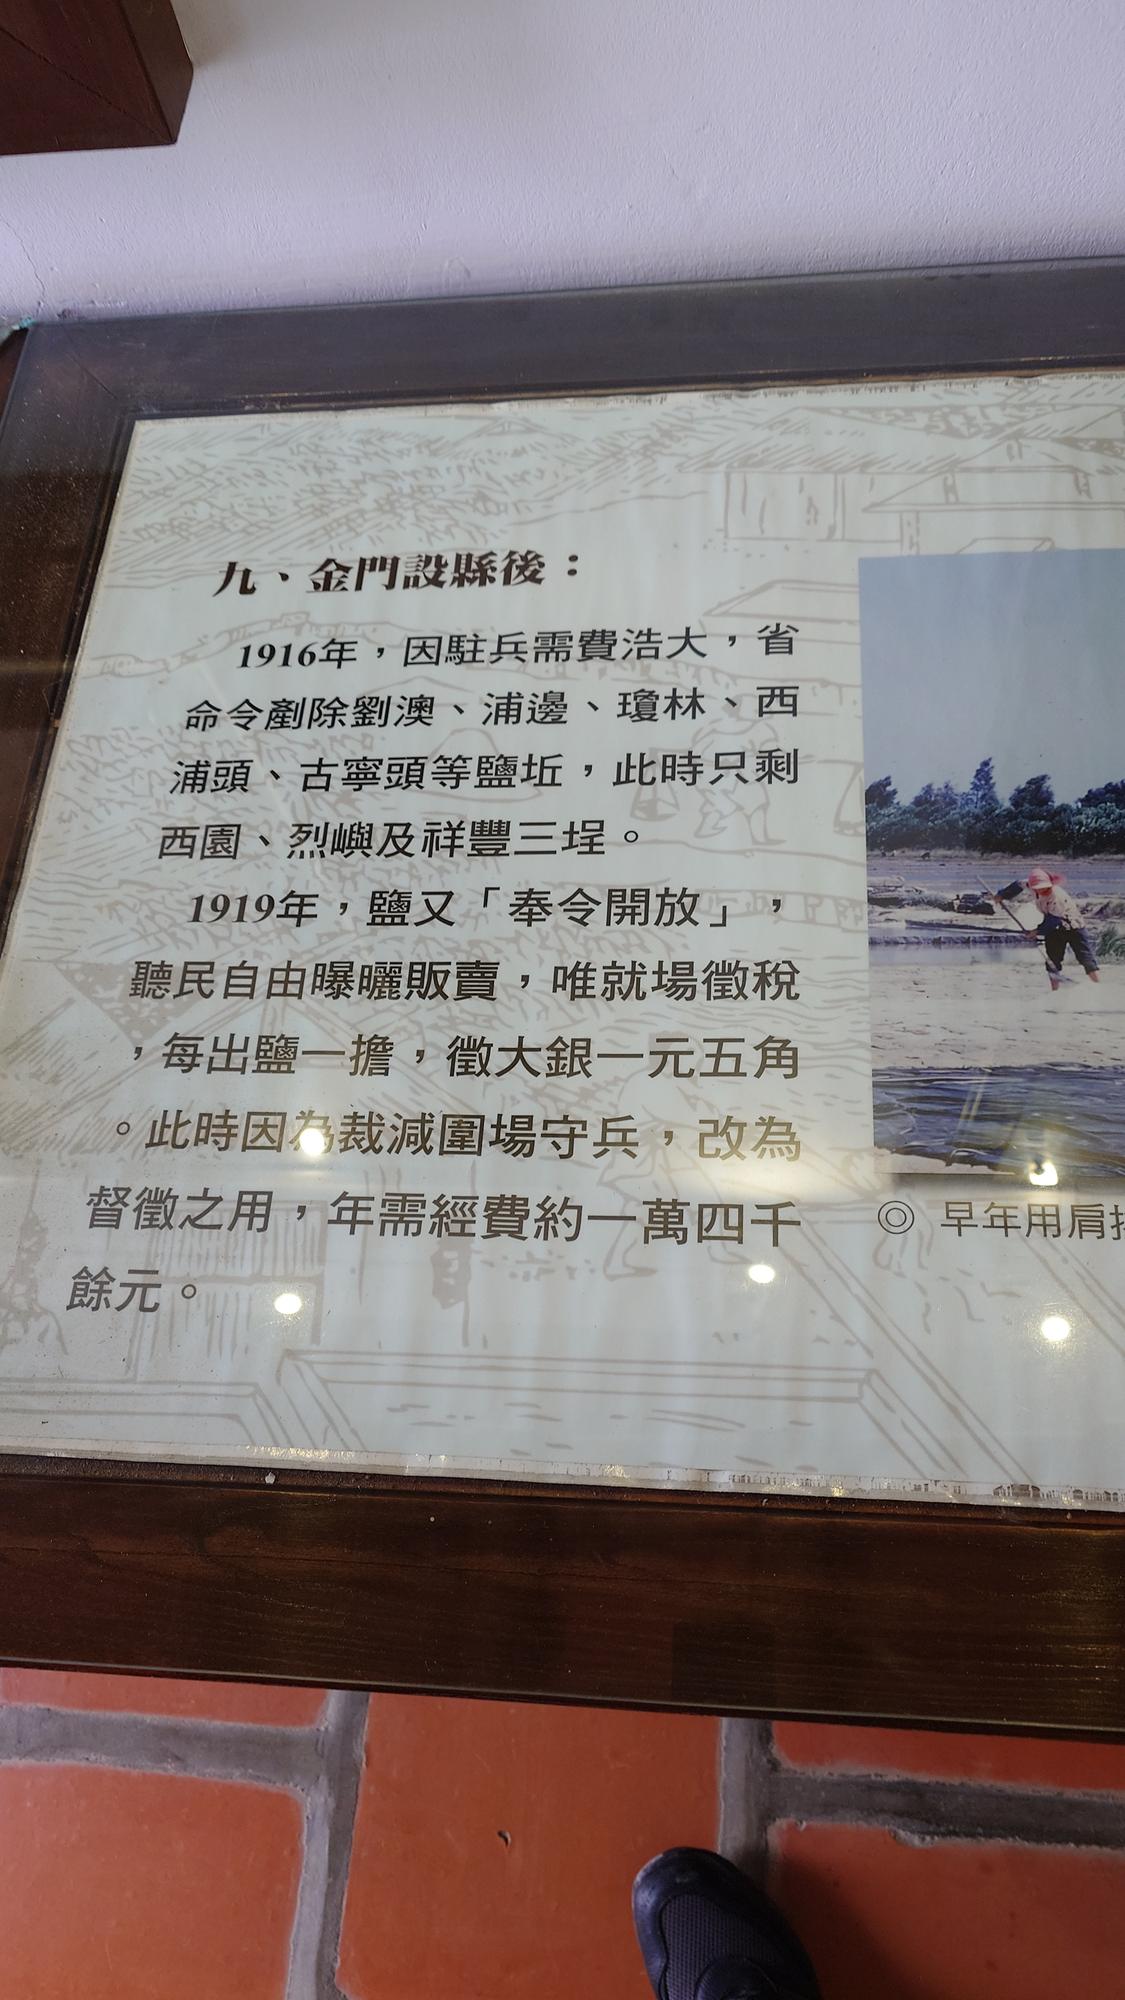 九、金門設縣後：
1916年，因駐兵需費浩大，省
命令剷除劉澳、浦邊、瓊林、西
浦頭、古寧頭等鹽坵，此時只剩
西園、烈嶼及祥豐三埕。
1919年，鹽又「奉令開放」，
聽民自由曝曬販賣，唯就場徵稅
，每出鹽一擔，徵大銀一元五角
。此時因為裁減圍場守兵，改為
督徵之用，年需經費約一萬四千
餘元。
◎ 早年用肩